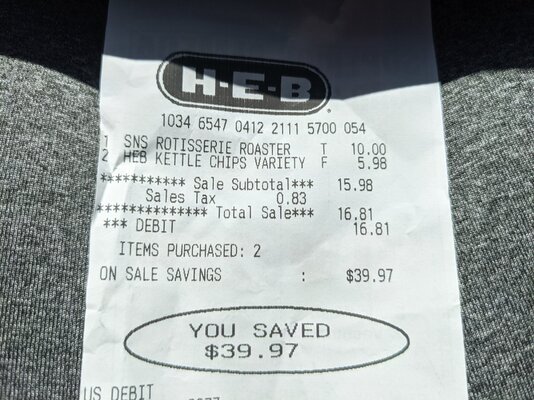 H-E-B
1034 6547 0412 2111 5700 054
1 SNS ROTISSERIE ROASTER T 10.00
2 HEB KETTLE CHIPS VARIETY F 5.98
*********** Sale Subtotal*** 15.98
Sales Tax 0.83
************** Total Sale*** 16.81
*** DEBIT 16.81
ITEMS PURCHASED: 2
ON SALE SAVINGS : $39.97
YOU SAVED
$39.97
US DEBIT